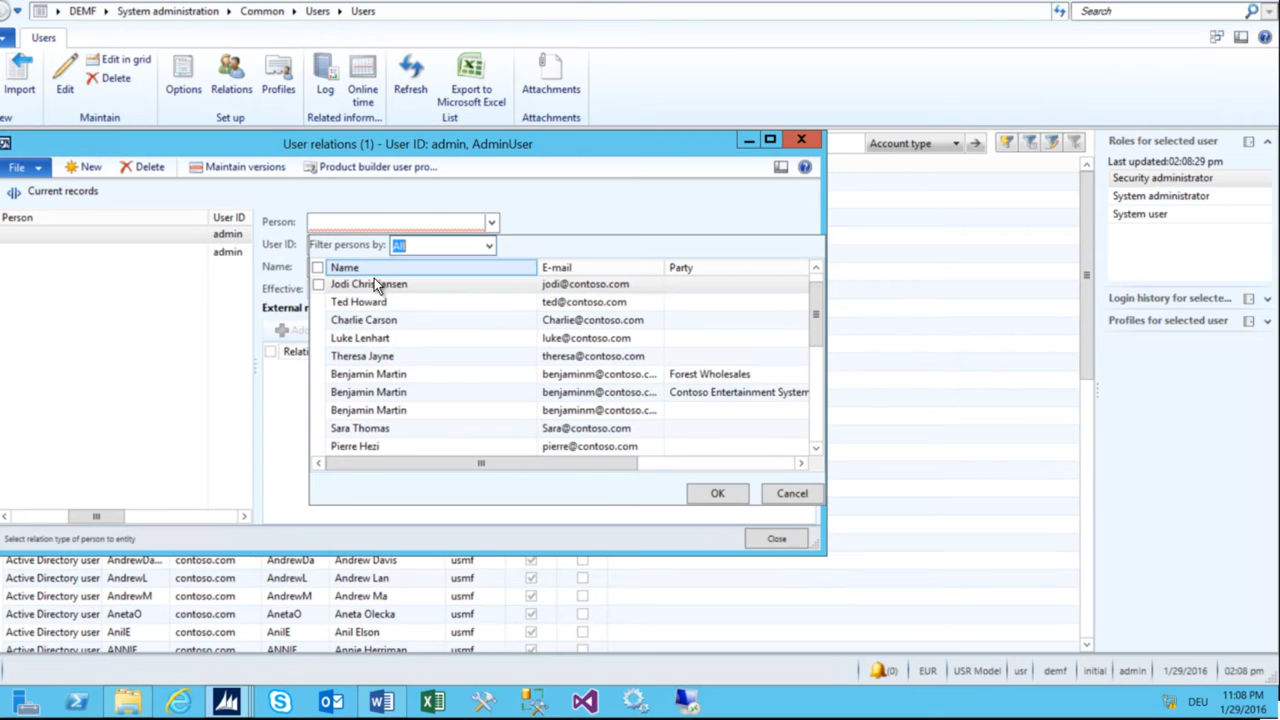 DEMF System administration Common Users Users Search
Users
Import Edit Edit in grid Delete Options Relations Profiles Log Online time Refresh Export to Microsoft Excel Attachments
Maintain Set up Related inform... List Attachments
User relations (1) - User ID: admin, AdminUser
File New Delete Maintain versions Product builder user pro...
Current records
Person User ID
admin
admin
Person:
User ID: Filter persons by: All
Name:
Effective:
Name E-mail Party
Jodi Christensen jodi@contoso.com
Ted Howard ted@contoso.com
Charlie Carson Charlie@contoso.com
Luke Lenhart luke@contoso.com
Theresa Jayne theresa@contoso.com
Benjamin Martin benjaminm@contoso.c... Forest Wholesales
Benjamin Martin benjaminm@contoso.c... Contoso Entertainment System
Benjamin Martin benjaminm@contoso.c...
Sara Thomas Sara@contoso.com
Pierre Hezi pierre@contoso.com
OK Cancel
Select relation type of person to entity Close
Account type
Roles for selected user
Last updated:02:08:29 pm
Security administrator
System administrator
System user
Login history for selecte...
Profiles for selected user
Active Directory user AndrewDa... contoso.com AndrewDa Andrew Davis usmf
Active Directory user AndrewL contoso.com AndrewL Andrew Lan usmf
Active Directory user AndrewM contoso.com AndrewM Andrew Ma usmf
Active Directory user AnetaO contoso.com AnetaO Aneta Olecka usmf
Active Directory user AnilE contoso.com AnilE Anil Elson usmf
Active Directory user ANNIE contoso.com ANNIE Annie Herriman usmf
(0) EUR USR Model usr demf initial admin 1/29/2016 02:08 pm
DEU 11:08 PM
1/29/2016